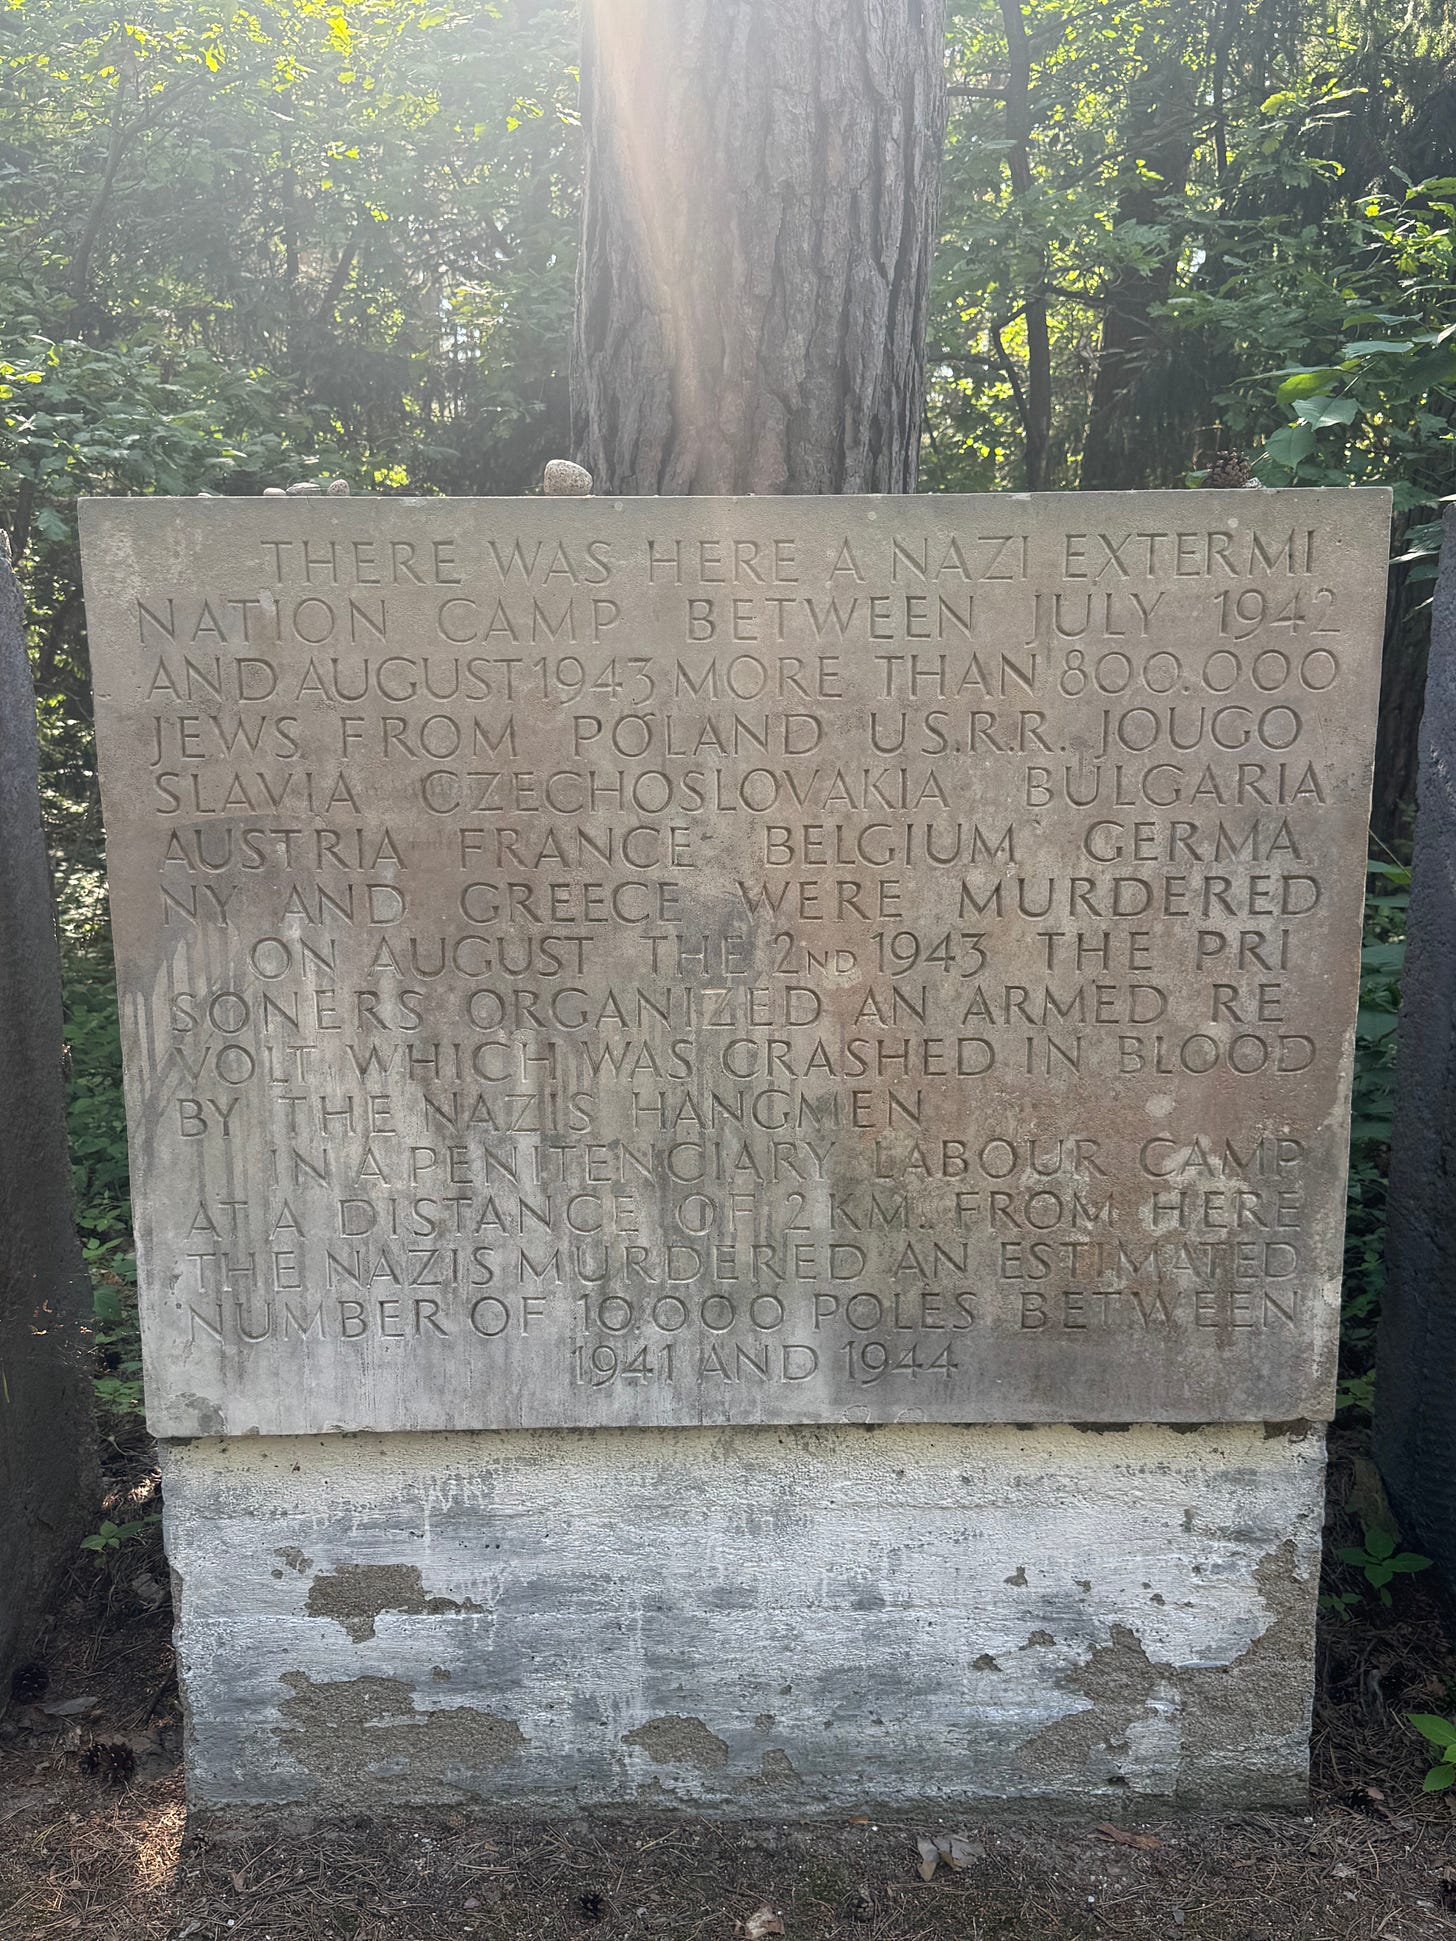 THERE WAS HERE A NAZI EXTERMI
NATION CAMP BETWEEN JULY 1942
AND AUGUST 1943 MORE THAN 800.000
JEWS FROM POLAND U.S.R.R. JOUGO
SLAVIA CZECHOSLOVAKIA BULGARIA
AUSTRIA FRANCE BELGIUM GERMA
NY AND GREECE WERE MURDERED
ON AUGUST THE 2ND 1943 THE PRI
SONERS ORGANIZED AN ARMED RE
VOLT WHICH WAS CRASHED IN BLOOD
BY THE NAZIS HANGMEN
IN A PENITENCIARY LABOUR CAMP
AT A DISTANCE OF 2 KM. FROM HERE
THE NAZIS MURDERED AN ESTIMATED
NUMBER OF 10.000 POLES BETWEEN
1941 AND 1944